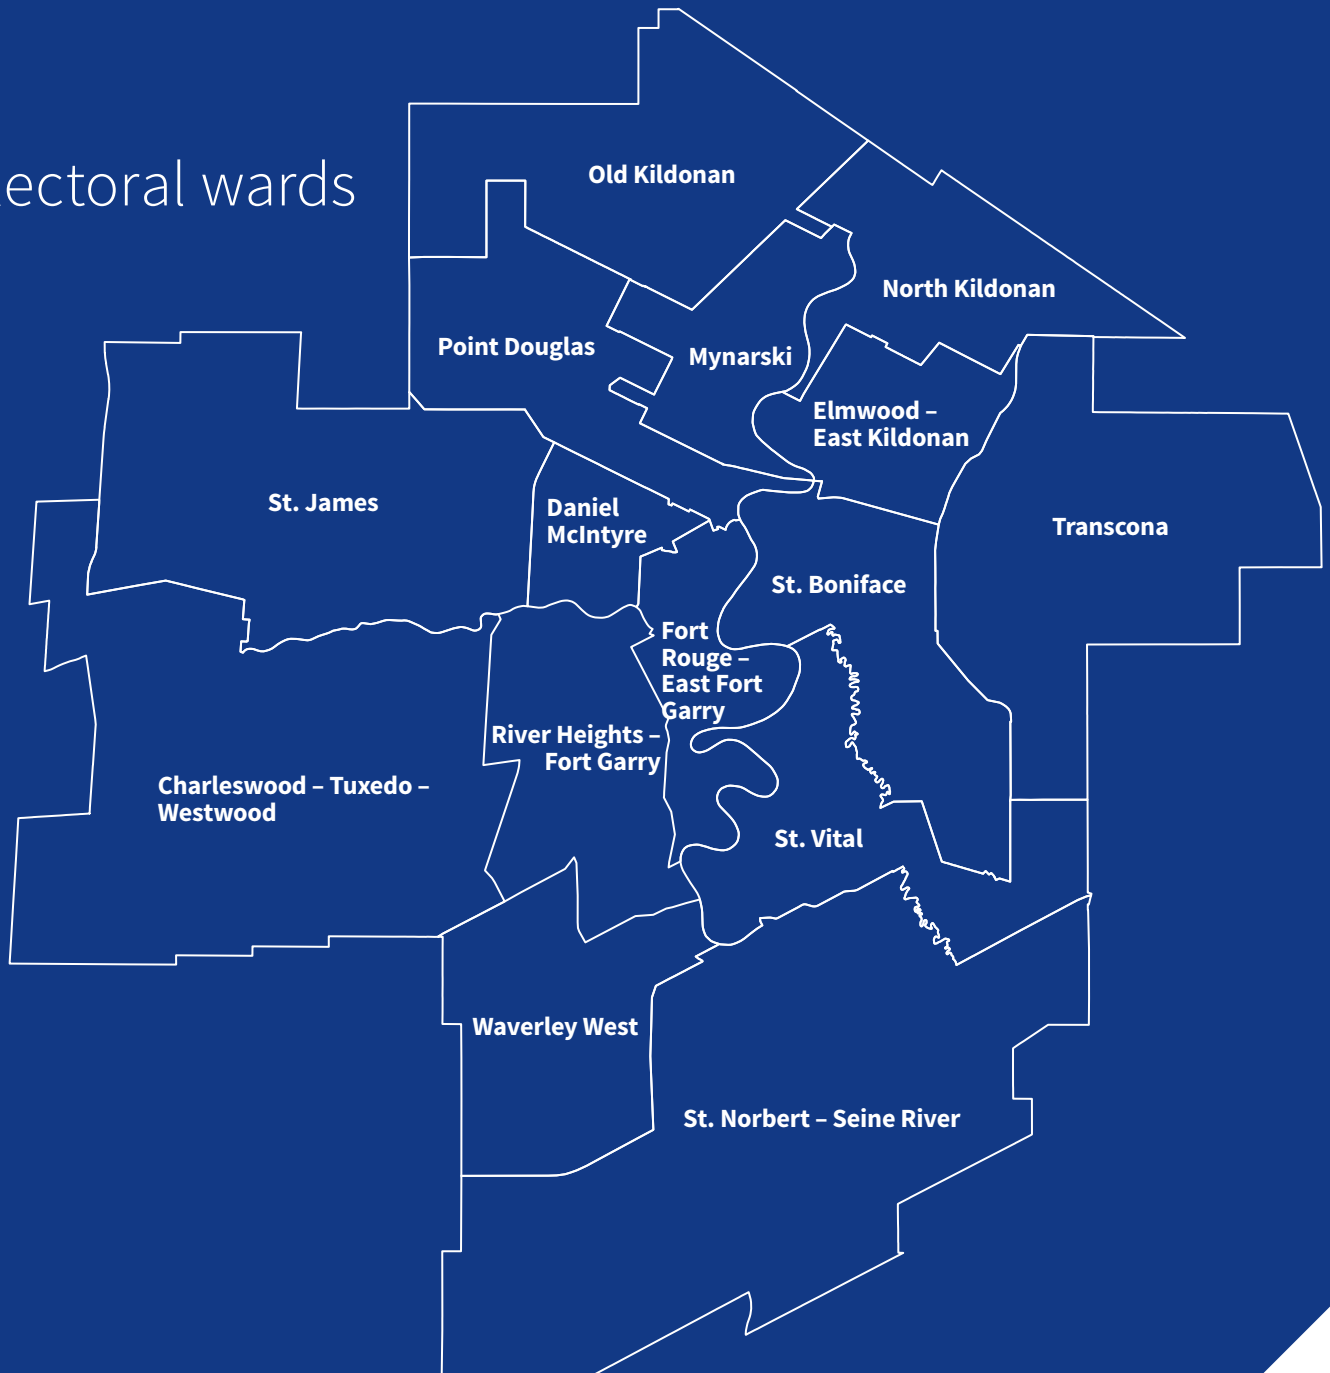 ectoral wards
Old Kildonan
North Kildonan
Point Douglas
Mynarski
Elmwood –
East Kildonan
St. James
Daniel
McIntyre
Transcona
St. Boniface
Fort
Rouge –
East Fort
Garry
River Heights –
Fort Garry
Charleswood – Tuxedo –
Westwood
St. Vital
Waverley West
St. Norbert – Seine River